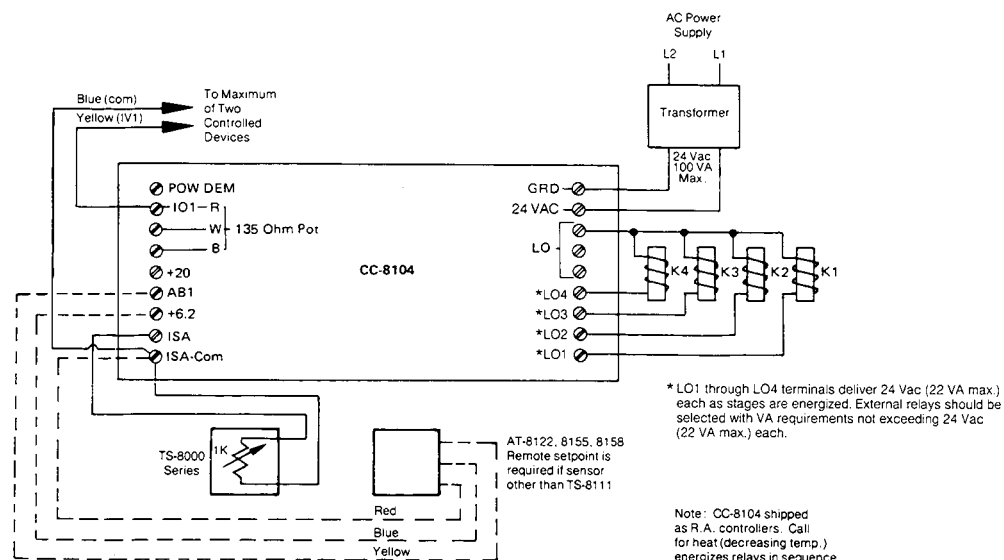 AC Power
Supply
L2 L1
Transformer
24 Vac
100 VA
Max.
Blue (com)
Yellow (IV1)
To Maximum
of Two
Controlled
Devices
POW DEM
IO1-R
W
B
135 Ohm Pot
+20
AB1
+6.2
ISA
ISA-Com
CC-8104
GRD
24 VAC
LO
*LO4
*LO3
*LO2
*LO1
K4 K3 K2 K1
* LO1 through LO4 terminals deliver 24 Vac (22 VA max.)
each as stages are energized. External relays should be
selected with VA requirements not exceeding 24 Vac
(22 VA max.) each.
TS-8000
Series
1K
AT-8122, 8155, 8158
Remote setpoint is
required if sensor
other than TS-8111
Red
Blue
Yellow
Note: CC-8104 shipped
as R.A. controllers. Call
for heat (decreasing temp.)
energizes relays in sequence